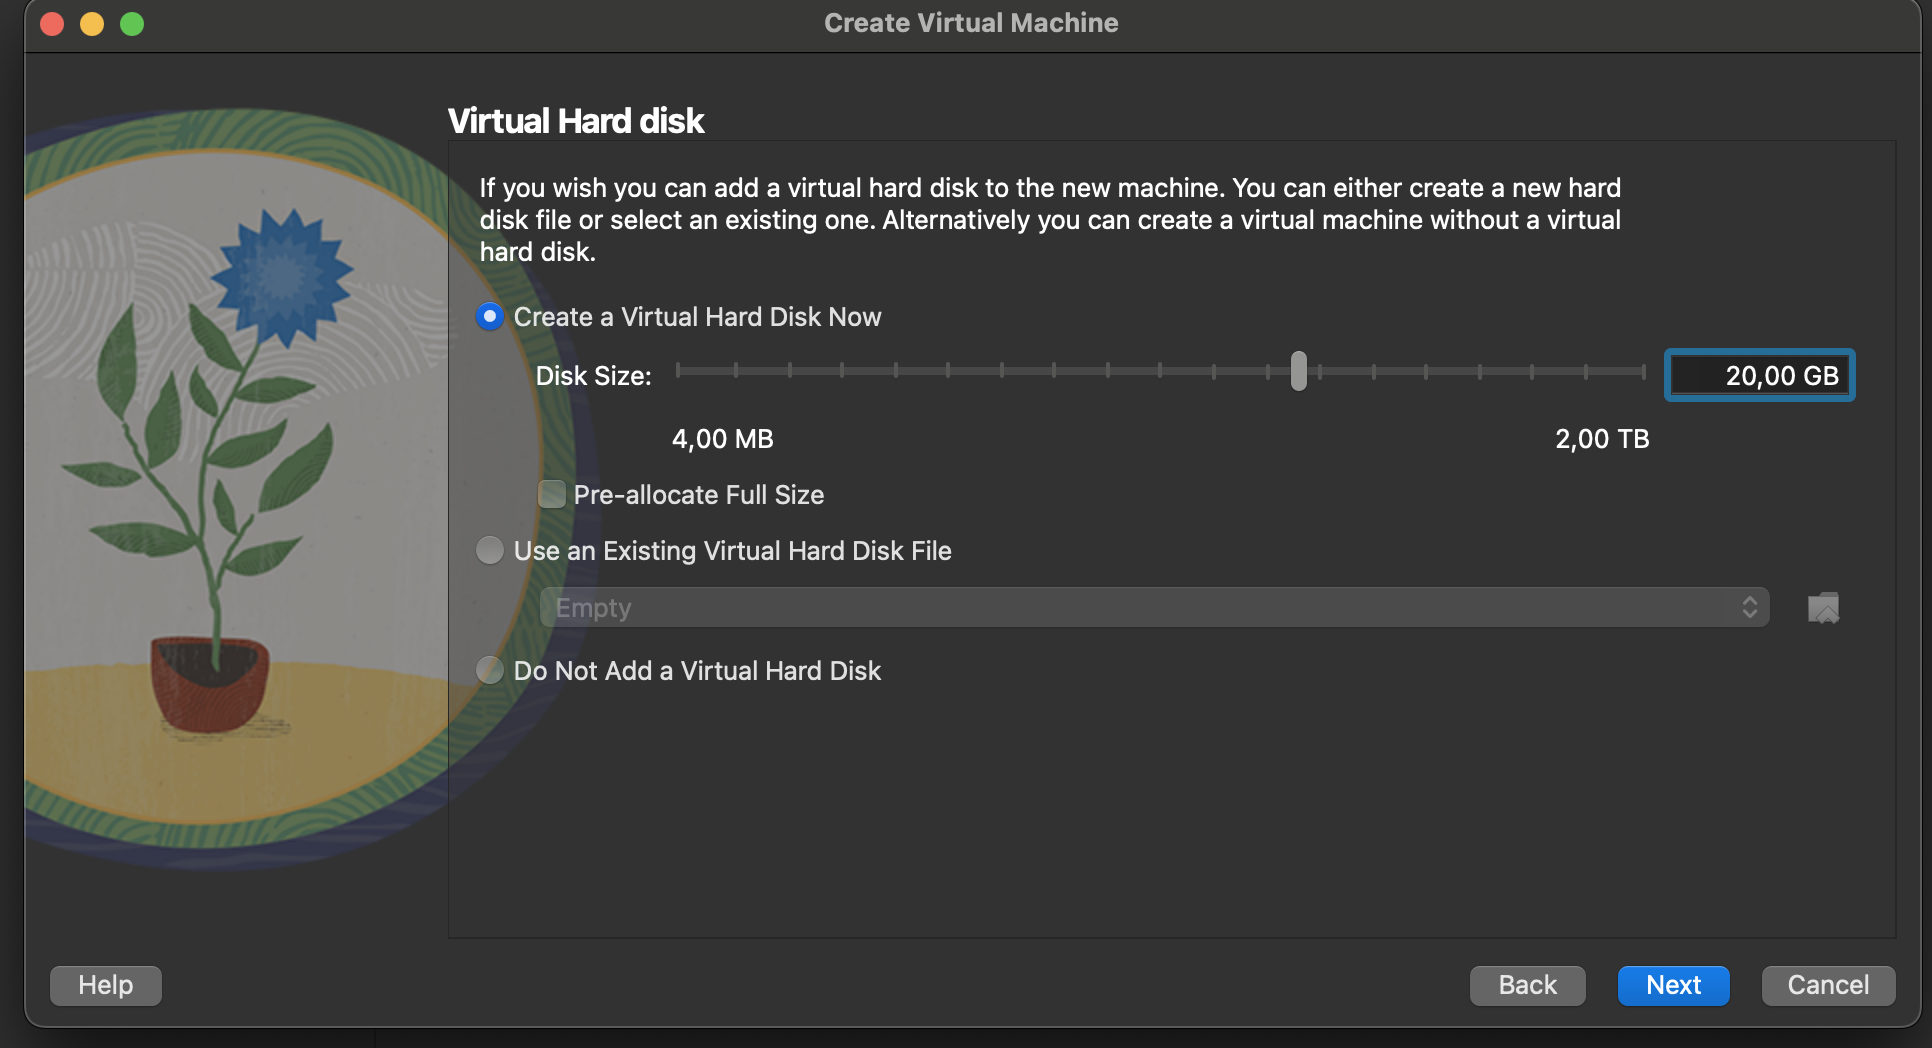 Create Virtual Machine
Virtual Hard disk
If you wish you can add a virtual hard disk to the new machine. You can either create a new hard
disk file or select an existing one. Alternatively you can create a virtual machine without a virtual
hard disk.
Create a Virtual Hard Disk Now
Disk Size:
20,00 GB
4,00 MB
2,00 TB
Pre-allocate Full Size
Use an Existing Virtual Hard Disk File
Empty
Do Not Add a Virtual Hard Disk
Help
Back
Next
Cancel